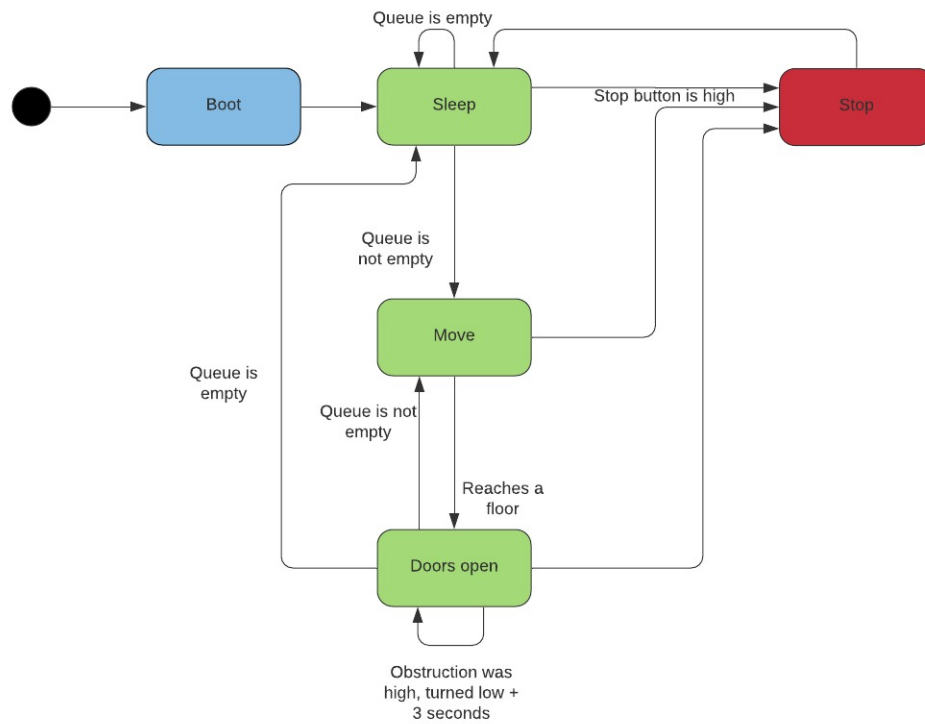 Queue is empty
Boot
Sleep
Stop button is high
Stop
Queue is
not empty
Move
Queue is
empty
Queue is not
empty
Reaches a
floor
Doors open
Obstruction was
high, turned low +
3 seconds